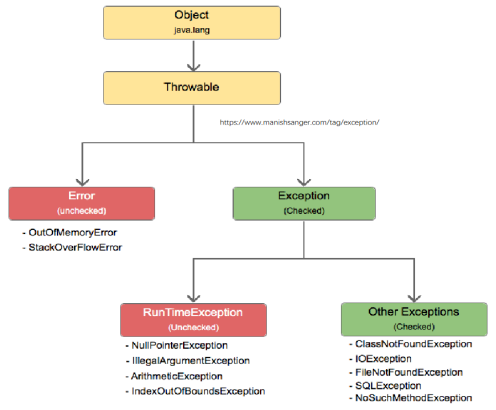 Object
java.lang
Throwable
https://www.manishsanger.com/tag/exception/
Error
(unchecked)
- OutOfMemoryError
- StackOverFlowError
Exception
(Checked)
RunTimeException
(Unchecked)
- NullPointerException
- IllegalArgumentException
- ArithmeticException
- IndexOutOfBoundsException
Other Exceptions
(Checked)
- ClassNotFoundException
- IOException
- FileNotFoundException
- SQLException
- NoSuchMethodException